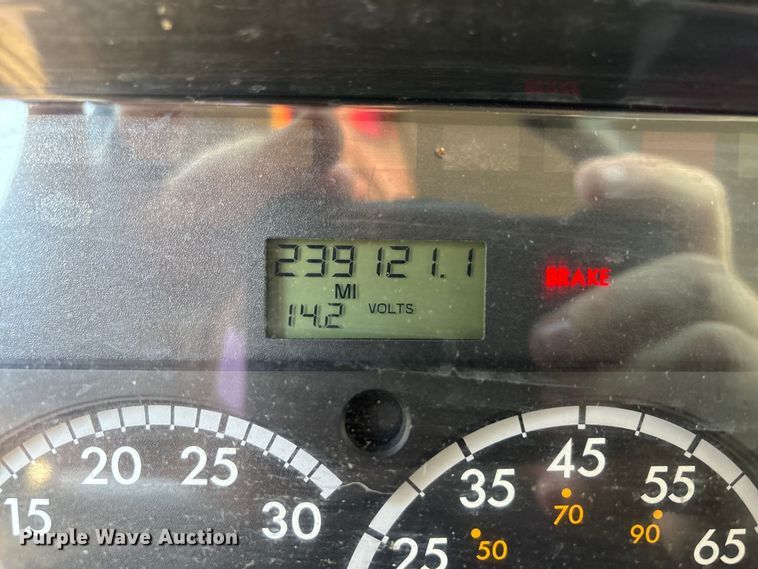 239121.1
MI
14.2 VOLTS
BRAKE
15 20 25 30
25 35 45 55 65
50 70 90
Purple Wave Auction